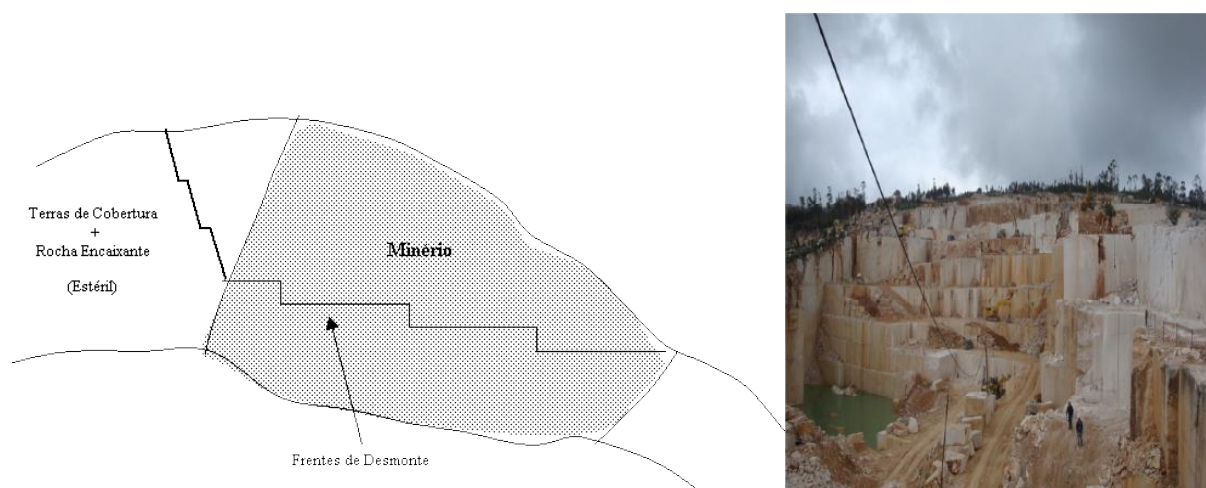 Terras de Cobertura
+
Rocha Encaixante
(Estéril)
Minério
Frentes de Desmonte